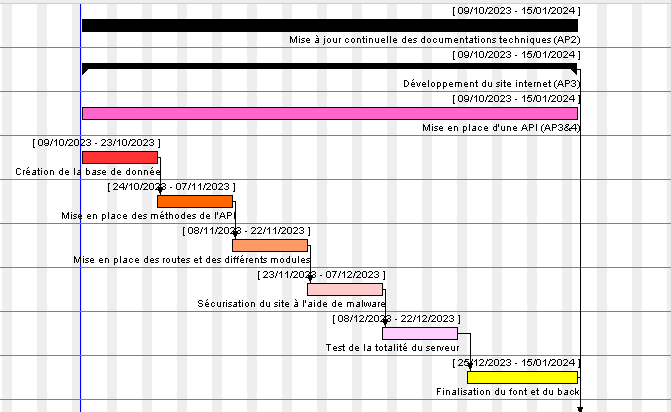 [ 09/10/2023 - 15/01/2024 ]
Mise à jour continuelle des documentations techniques (AP2)
[ 09/10/2023 - 15/01/2024 ]
Développement du site internet (AP3)
[ 09/10/2023 - 15/01/2024 ]
Mise en place d'une API (AP3&4)
[ 09/10/2023 - 23/10/2023 ]
Création de la base de donnée
[ 24/10/2023 - 07/11/2023 ]
Mise en place des méthodes de l'API
[ 08/11/2023 - 22/11/2023 ]
Mise en place des routes et des différents modules
[ 23/11/2023 - 07/12/2023 ]
Sécurisation du site à l'aide de malware
[ 08/12/2023 - 22/12/2023 ]
Test de la totalité du serveur
[ 25/12/2023 - 15/01/2024 ]
Finalisation du font et du back